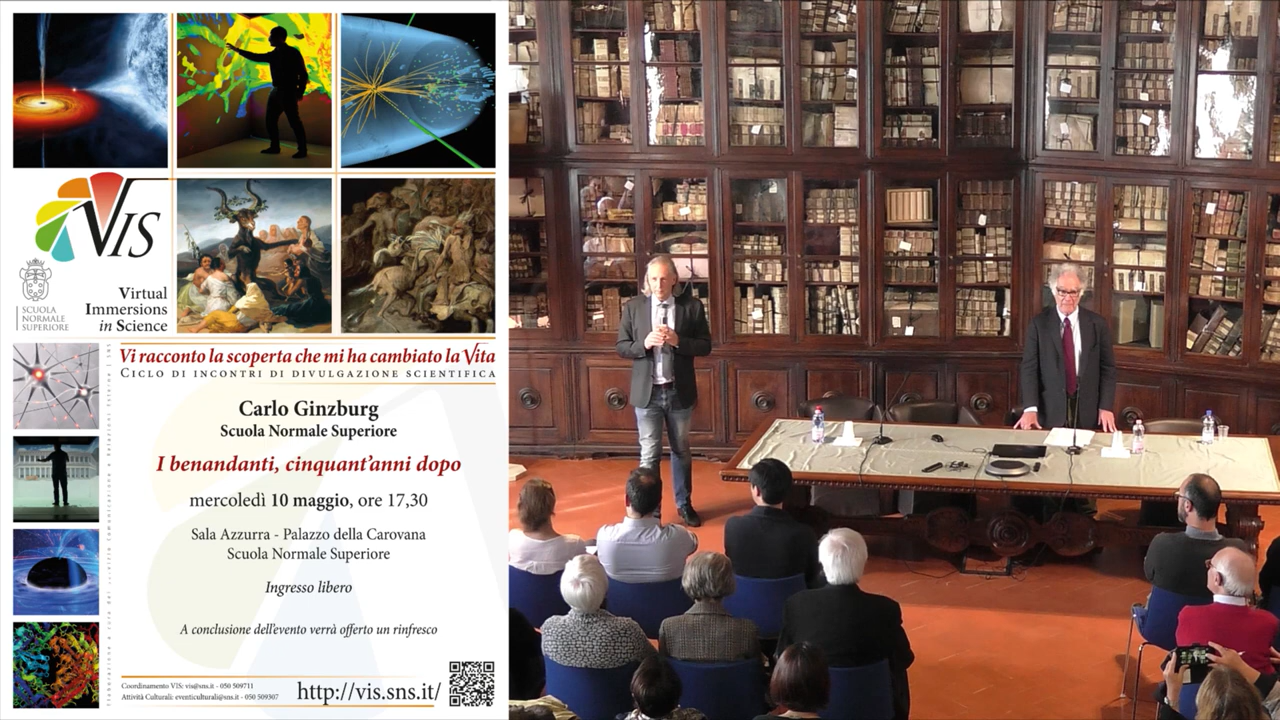 VIS
SCUOLA
NORMALE
SUPERIORE
Virtual
Immersions
in Science
Vi racconto la scoperta che mi ha cambiato la Vita
CICLO DI INCONTRI DI DIVULGAZIONE SCIENTIFICA
Carlo Ginzburg
Scuola Normale Superiore
I benandanti, cinquant'anni dopo
mercoledì 10 maggio, ore 17,30
Sala Azzurra - Palazzo della Carovana
Scuola Normale Superiore
Ingresso libero
A conclusione dell'evento verrà offerto un rinfresco
Coordinamento VIS: vis@sns.it - 050 509711
Attività Culturali: eventiculturali@sns.it - 050 509307
http://vis.sns.it/